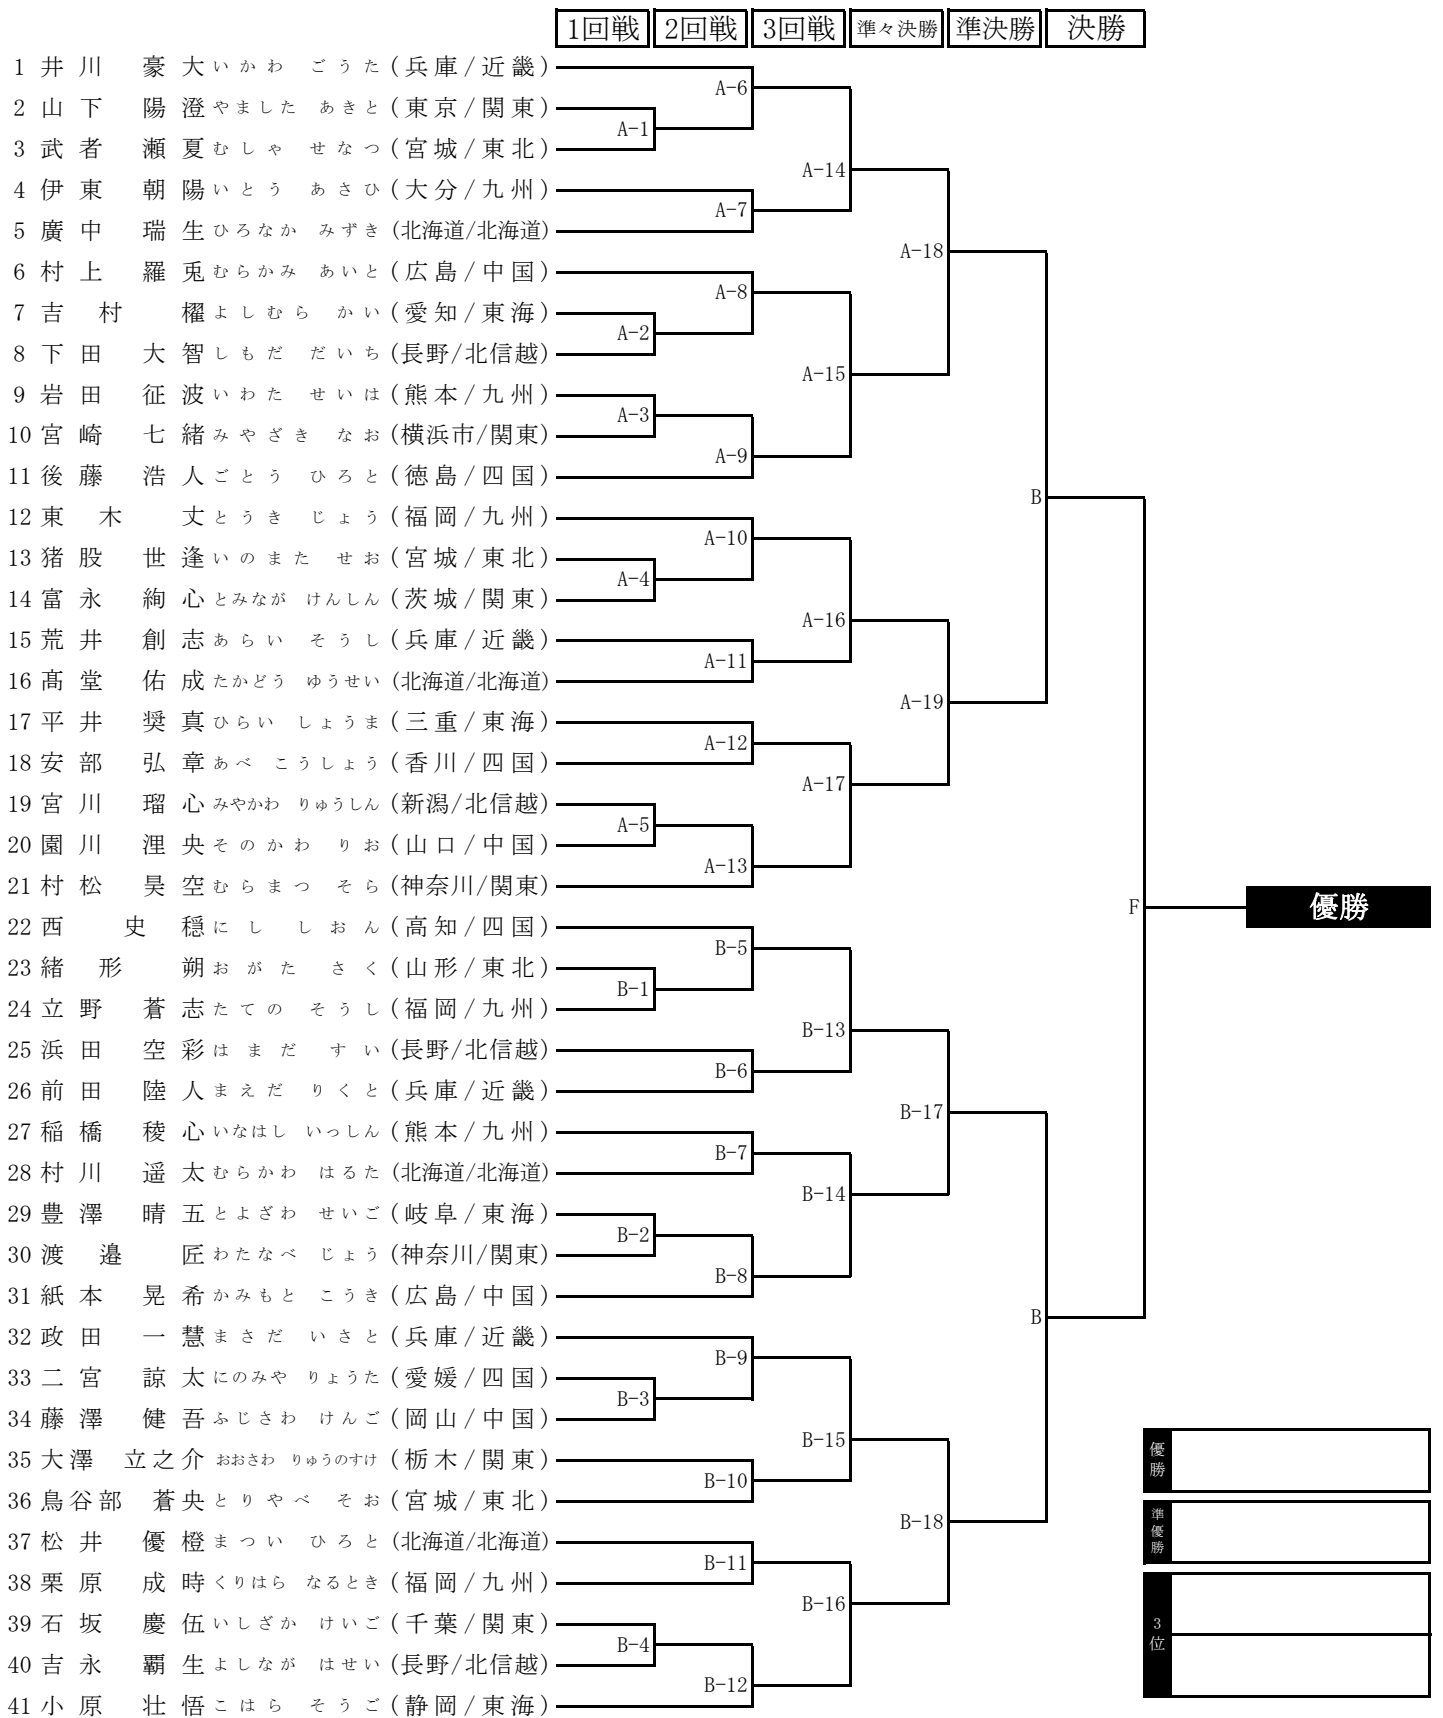 1回戦 2回戦 3回戦 準々決勝 準決勝 決勝
1 井川 豪大 いかわ ごうた (兵庫/近畿)
A-6
2 山下 陽澄 やました あきと (東京/関東)
A-1
3 武者 瀬夏 むしゃ せなつ (宮城/東北)
A-14
4 伊東 朝陽 いとう あさひ (大分/九州)
A-7
5 廣中 瑞生 ひろなか みずき (北海道/北海道)
A-18
6 村上 羅兎 むらかみ あいと (広島/中国)
A-8
7 吉村 櫂 よしむら かい (愛知/東海)
A-2
8 下田 大智 しもだ だいち (長野/北信越)
A-15
9 岩田 征波 いわた せいは (熊本/九州)
A-3
10 宮崎 七緒 みやざき なお (横浜市/関東)
A-9
11 後藤 浩人 ごとう ひろと (徳島/四国)
B
12 東木 丈 とうき じょう (福岡/九州)
A-10
13 猪股 世逢 いのまた せお (宮城/東北)
A-4
14 富永 絢心 とみなが けんしん (茨城/関東)
A-16
15 荒井 創志 あらい そうし (兵庫/近畿)
A-11
16 髙堂 佑成 たかどう ゆうせい (北海道/北海道)
A-19
17 平井 奨真 ひらい しょうま (三重/東海)
A-12
18 安部 弘章 あべ こうしょう (香川/四国)
A-17
19 宮川 瑠心 みやかわ りゅうしん (新潟/北信越)
A-5
20 園川 浬央 そのかわ りお (山口/中国)
A-13
21 村松 昊空 むらまつ そら (神奈川/関東)
F 優勝
22 西 史穏 にし しおん (高知/四国)
B-5
23 緒形 朔 おがた さく (山形/東北)
B-1
24 立野 蒼志 たての そうし (福岡/九州)
B-13
25 浜田 空彩 はまだ すい (長野/北信越)
B-6
26 前田 陸人 まえだ りくと (兵庫/近畿)
B-17
27 稲橋 稜心 いなはし いっしん (熊本/九州)
B-7
28 村川 遥太 むらかわ はるた (北海道/北海道)
B-14
29 豊澤 晴五 とよざわ せいご (岐阜/東海)
B-2
30 渡邉 匠 わたなべ じょう (神奈川/関東)
B-8
31 紙本 晃希 かみもと こうき (広島/中国)
B
32 政田 一慧 まさだ いさと (兵庫/近畿)
B-9
33 二宮 諒太 にのみや りょうた (愛媛/四国)
B-3
34 藤澤 健吾 ふじさわ けんご (岡山/中国)
B-15
35 大澤 立之介 おおさわ りゅうのすけ (栃木/関東)
B-10
36 鳥谷部 蒼央 とりやべ そお (宮城/東北)
B-18
37 松井 優橙 まつい ひろと (北海道/北海道)
B-11
38 栗原 成時 くりはら なるとき (福岡/九州)
B-16
39 石坂 慶伍 いしざか けいご (千葉/関東)
B-4
40 吉永 覇生 よしなが はせい (長野/北信越)
B-12
41 小原 壮悟 こはら そうご (静岡/東海)
優勝
準優勝
3位